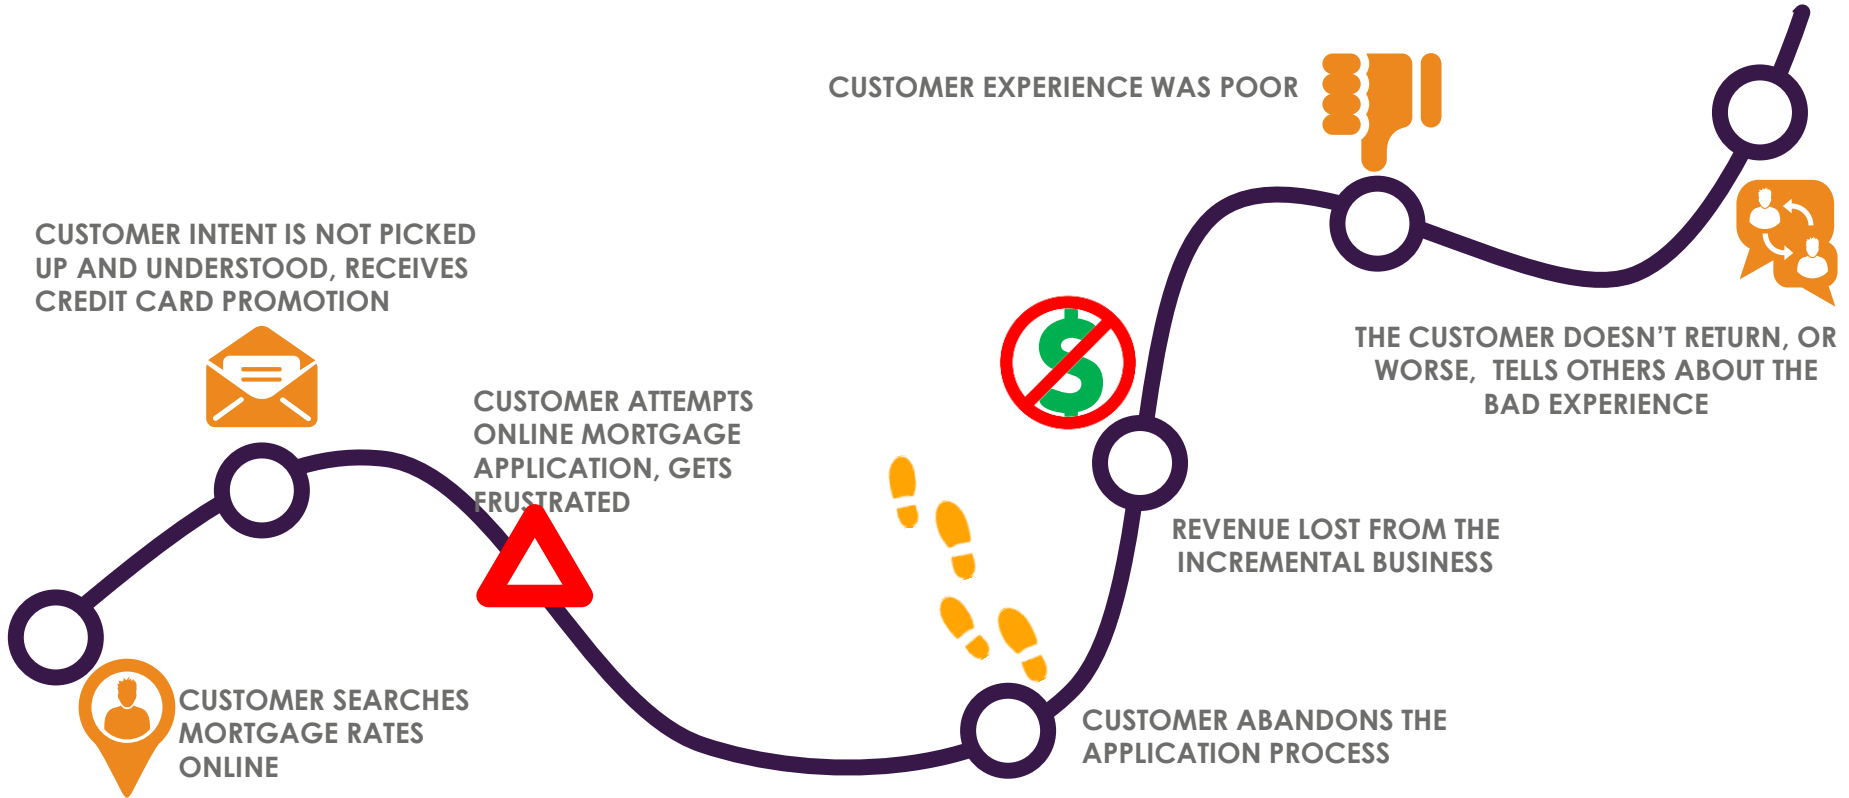 CUSTOMER SEARCHES
MORTGAGE RATES
ONLINE
CUSTOMER INTENT IS NOT PICKED
UP AND UNDERSTOOD, RECEIVES
CREDIT CARD PROMOTION
CUSTOMER ATTEMPTS
ONLINE MORTGAGE
APPLICATION, GETS
FRUSTRATED
CUSTOMER ABANDONS THE
APPLICATION PROCESS
$
REVENUE LOST FROM THE
INCREMENTAL BUSINESS
CUSTOMER EXPERIENCE WAS POOR
THE CUSTOMER DOESN’T RETURN, OR
WORSE,  TELLS OTHERS ABOUT THE
BAD EXPERIENCE